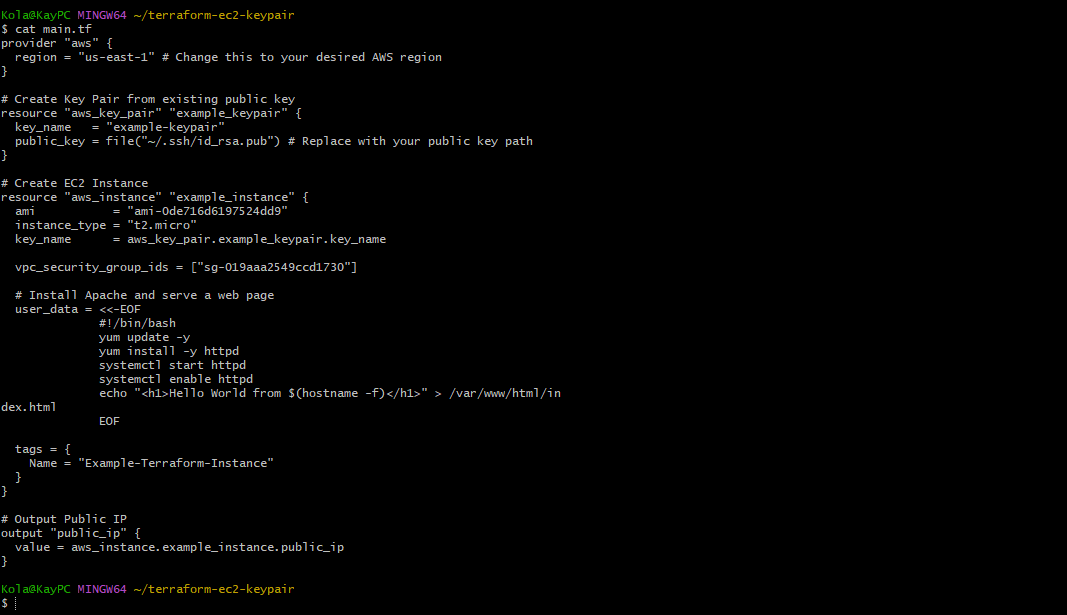 Kola@KayPC MINGW64 ~/terraform-ec2-keypair
$ cat main.tf
provider "aws" {
  region = "us-east-1" # Change this to your desired AWS region
}

# Create Key Pair from existing public key
resource "aws_key_pair" "example_keypair" {
  key_name   = "example-keypair"
  public_key = file("~/.ssh/id_rsa.pub") # Replace with your public key path
}

# Create EC2 Instance
resource "aws_instance" "example_instance" {
  ami           = "ami-0de716d6197524dd9"
  instance_type = "t2.micro"
  key_name      = aws_key_pair.example_keypair.key_name

  vpc_security_group_ids = ["sg-019aaa2549ccd1730"]

  # Install Apache and serve a web page
  user_data = <<-EOF
              #!/bin/bash
              yum update -y
              yum install -y httpd
              systemctl start httpd
              systemctl enable httpd
              echo "<h1>Hello World from $(hostname -f)</h1>" > /var/www/html/in
dex.html
              EOF

  tags = {
    Name = "Example-Terraform-Instance"
  }
}

# Output Public IP
output "public_ip" {
  value = aws_instance.example_instance.public_ip
}

Kola@KayPC MINGW64 ~/terraform-ec2-keypair
$